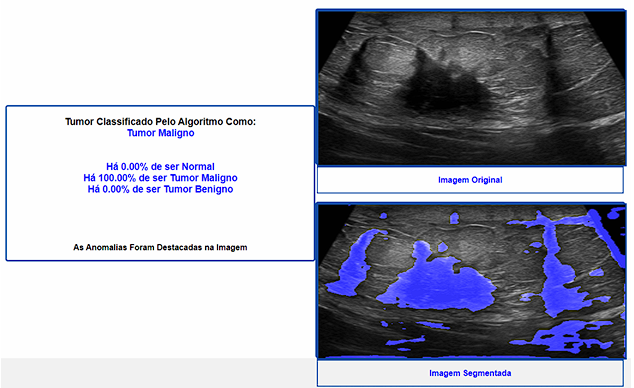 Tumor Classificado Pelo Algoritmo Como:
Tumor Maligno
Há 0.00% de ser Normal
Há 100.00% de ser Tumor Maligno
Há 0.00% de ser Tumor Benigno
As Anomalias Foram Destacadas na Imagem
Imagem Original
Imagem Segmentada